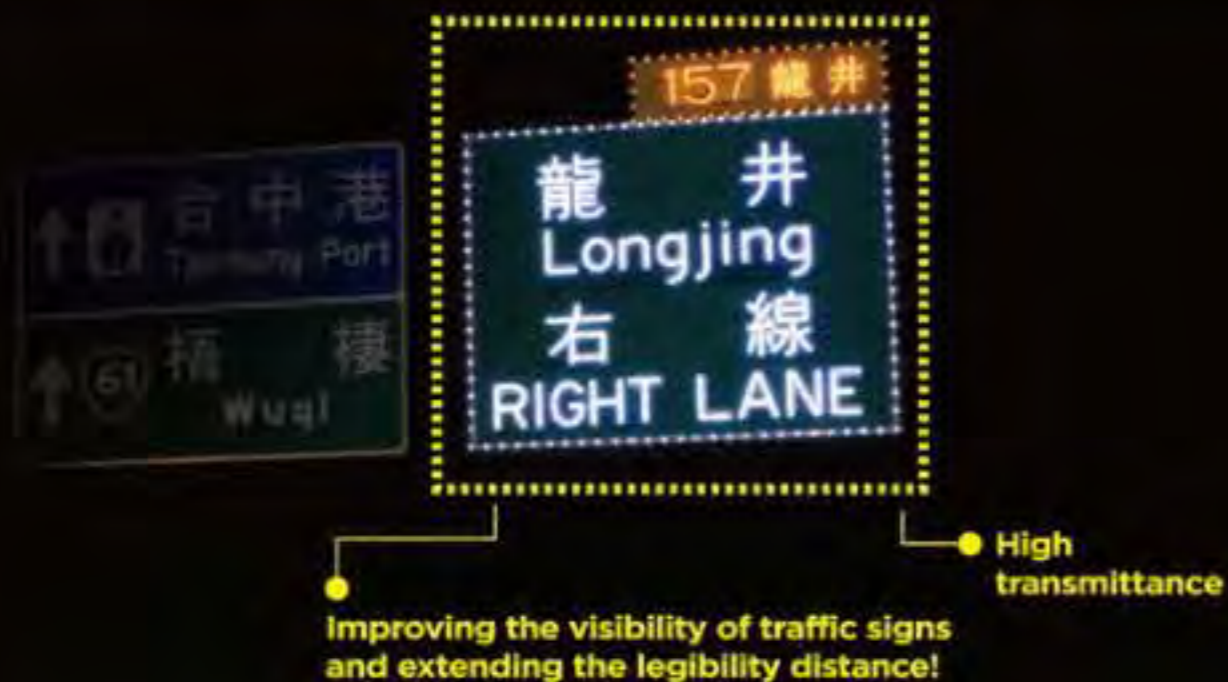 台 中 港
Port
61 梧 棲
Wuqi
157 龍井
龍 井
Longjing
右 線
RIGHT LANE
High
transmittance
Improving the visibility of traffic signs
and extending the legibility distance!